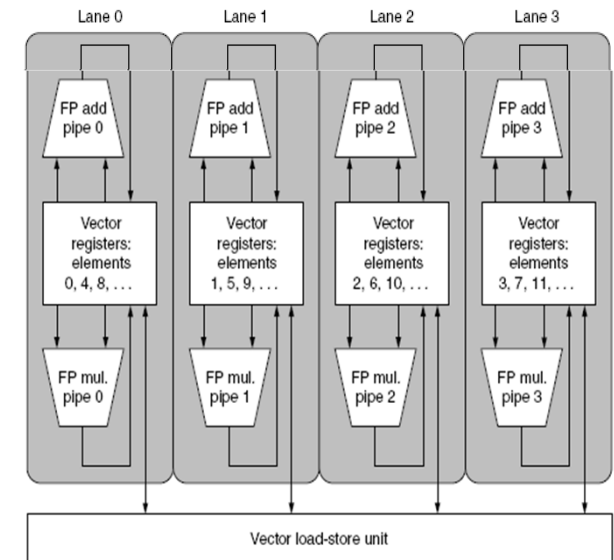 Lane 0
Lane 1
Lane 2
Lane 3
FP add
pipe 0
FP add
pipe 1
FP add
pipe 2
FP add
pipe 3
Vector
registers:
elements
0, 4, 8, . . .
Vector
registers:
elements
1, 5, 9, . . .
Vector
registers:
elements
2, 6, 10, . . .
Vector
registers:
elements
3, 7, 11, . . .
FP mul.
pipe 0
FP mul.
pipe 1
FP mul.
pipe 2
FP mul.
pipe 3
Vector load-store unit